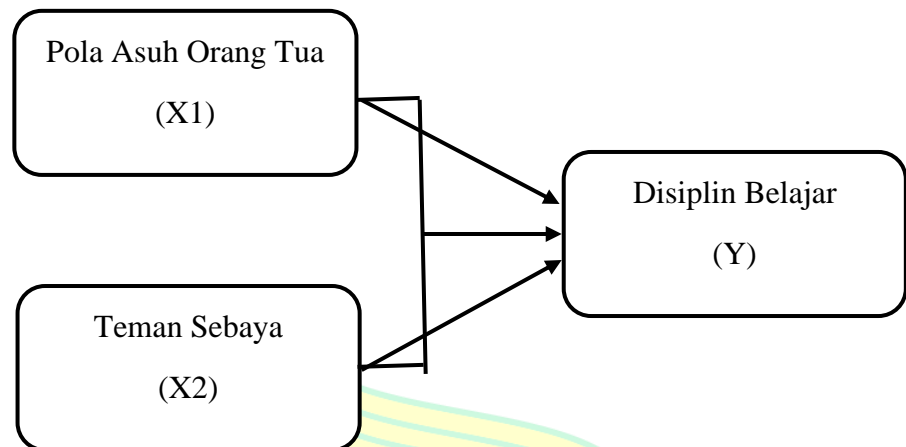 Pola Asuh Orang Tua
(X1)
Disiplin Belajar
(Y)
Teman Sebaya
(X2)